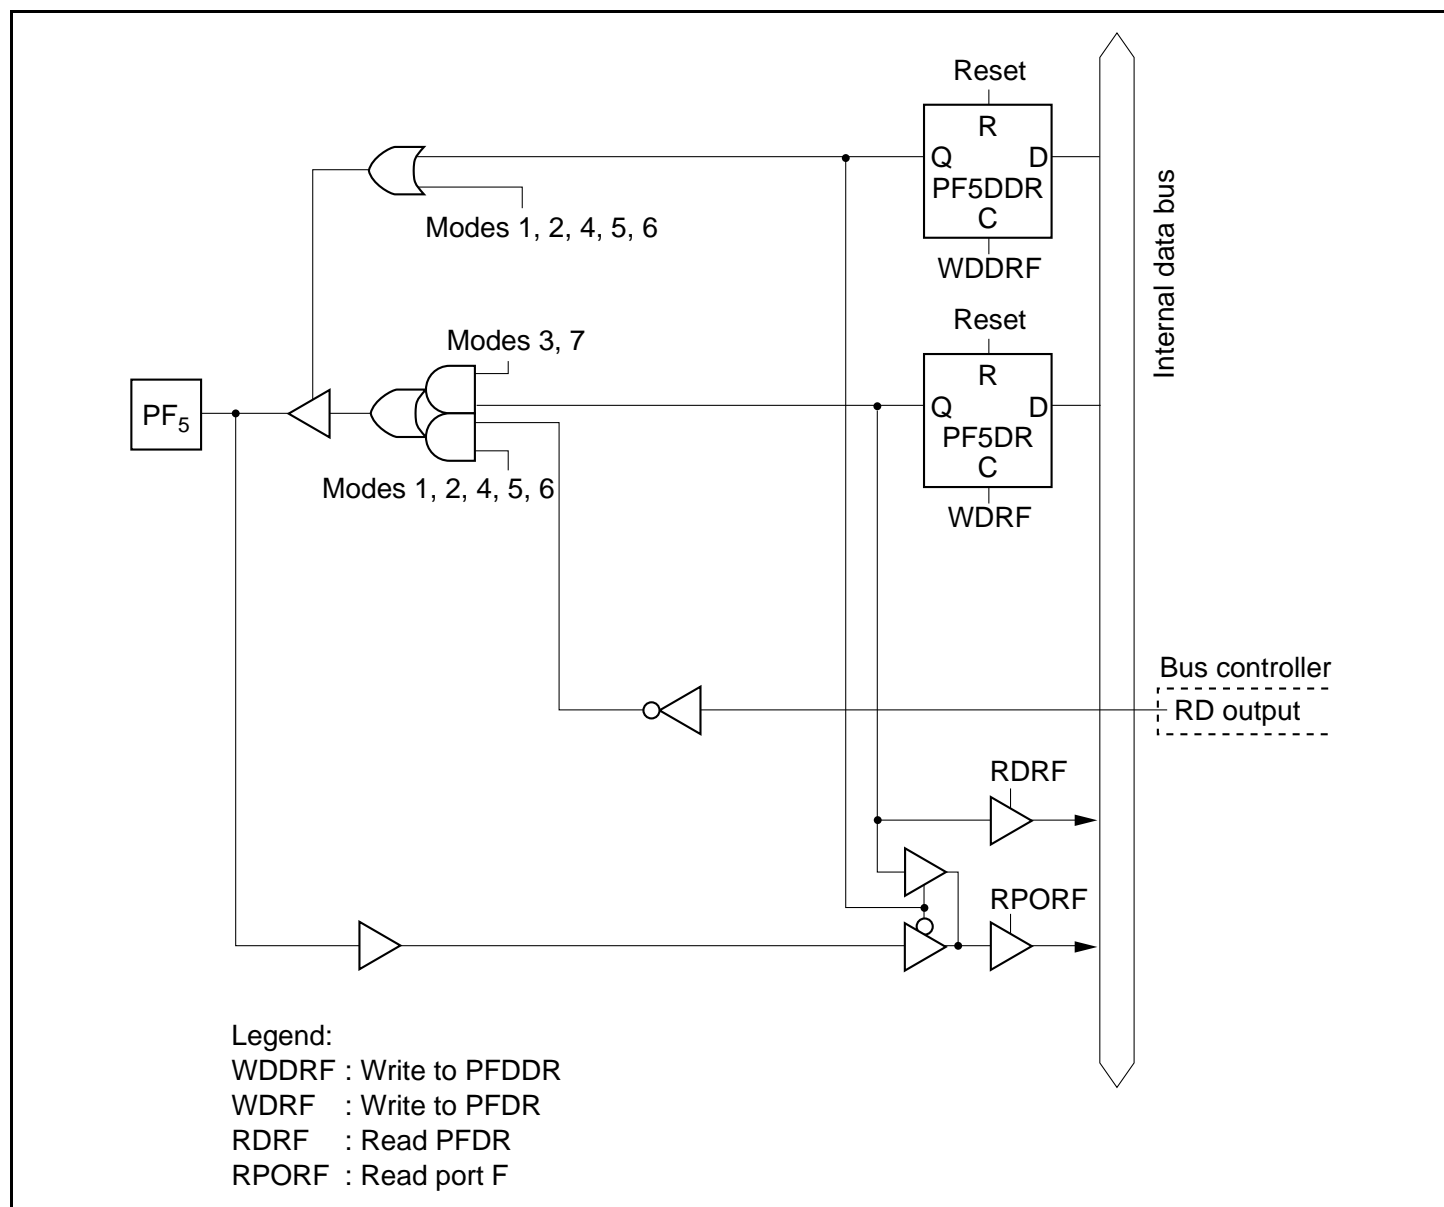 Reset
R
Q D
PF5DDR
C
WDDRF
Modes 1, 2, 4, 5, 6
Internal data bus
Reset
Modes 3, 7
R
Q D
PF5DR
C
WDRF
PF5
Modes 1, 2, 4, 5, 6
Bus controller
RD output
RDRF
RPORF
Legend:
WDDRF : Write to PFDDR
WDRF : Write to PFDR
RDRF : Read PFDR
RPORF : Read port F